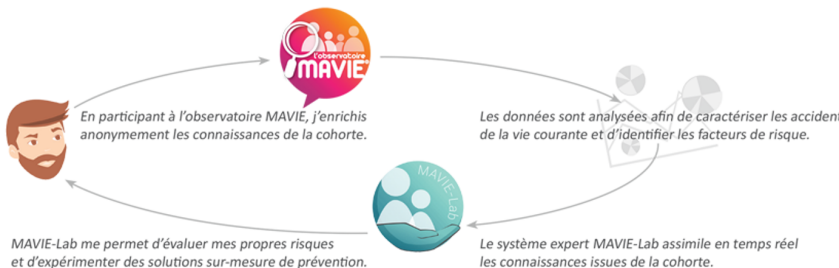 l'observatoire
MAVIE®
En participant à l'observatoire MAVIE, j'enrichis
anonymement les connaissances de la cohorte.
Les données sont analysées afin de caractériser les accident
de la vie courante et d'identifier les facteurs de risque.
MAVIE-Lab
MAVIE-Lab me permet d'évaluer mes propres risques
et d'expérimenter des solutions sur-mesure de prévention.
Le système expert MAVIE-Lab assimile en temps réel
les connaissances issues de la cohorte.